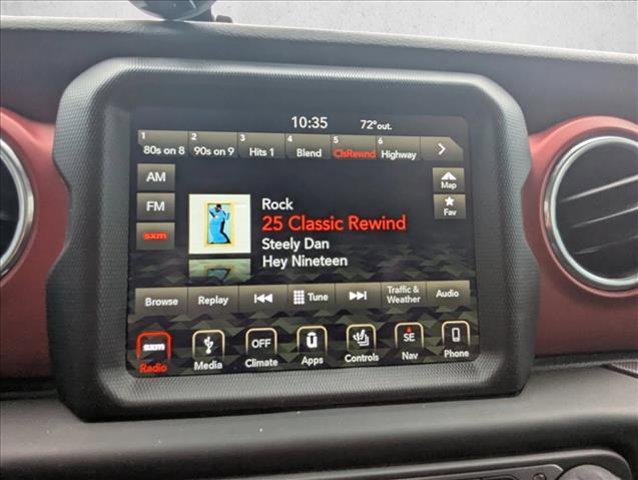 10:35 72°out.
1 2 3 4 5 6
80s on 8 90s on 9 Hits 1 Blend ClsRewnd Highway
AM
FM
sxm
Map
Fav
Rock
25 Classic Rewind
Steely Dan
Hey Nineteen
Browse Replay Tune Traffic & Weather Audio
sxm OFF SE
Radio Media Climate Apps Controls Nav Phone